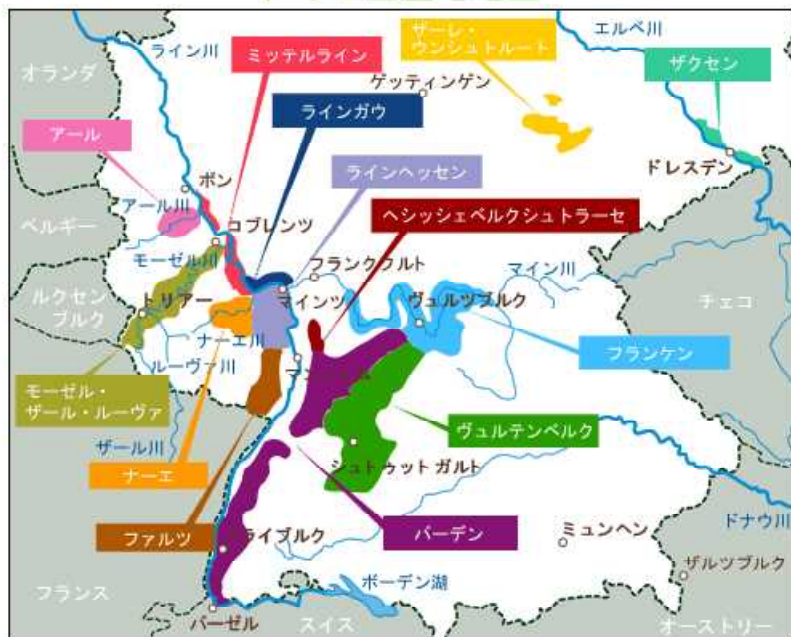 エルベ川
ザーレ・
ウンシュトルート
ライン川
ミッテルライン
ザクセン
オランダ
ゲッティンゲン
ラインガウ
アール
ドレスデン
ラインヘッセン
ボン
アール川
ヘシッシェベルクシュトラーセ
ベルギー
コブレンツ
モーゼル川
フランクフルト
マイン川
ルクセン
ブルク
トリアー
マインツ
ヴュルツブルク
チェコ
ナーエ川
フランケン
ルーヴァ川
モーゼル・
ザール・ルーヴァ
ヴュルテンベルク
ザール川
シュトゥットガルト
ナーエ
ドナウ川
ファルツ
バーデン
ライブルク
ミュンヘン
ザルツブルク
フランス
ボーデン湖
バーゼル
スイス
オーストリー